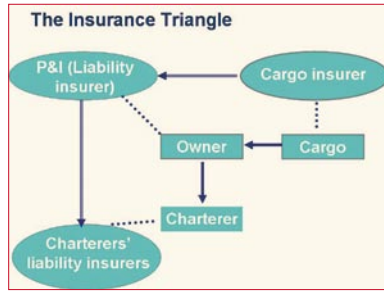 The Insurance Triangle
P&I (Liability
insurer)
Cargo insurer
Owner
Cargo
Charterer
Charterers'
liability insurers